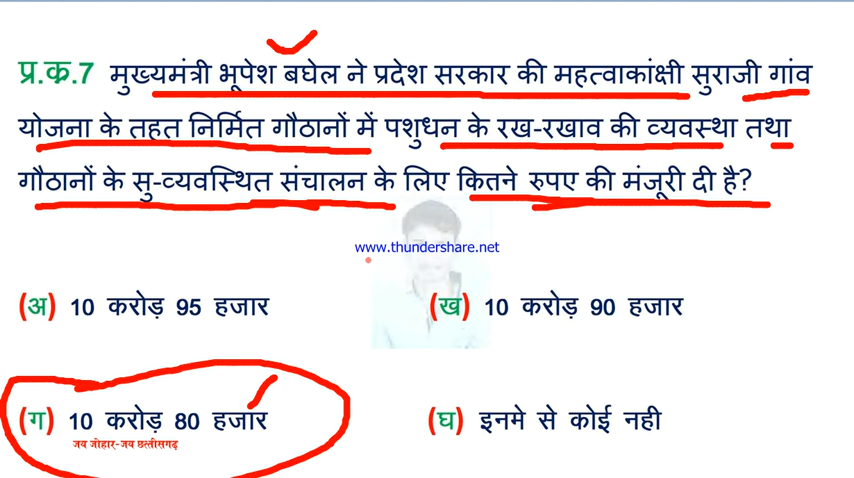 प्र.क्र.7 मुख्यमंत्री भूपेश बघेल ने प्रदेश सरकार की महत्वाकांक्षी सुराजी गांव
योजना के तहत निर्मित गौठानों में पशुधन के रख-रखाव की व्यवस्था तथा
गौठानों के सु-व्यवस्थित संचालन के लिए कितने रुपए की मंजूरी दी है?
www.thundershare.net
(अ) 10 करोड़ 95 हजार
(ख) 10 करोड़ 90 हजार
(ग) 10 करोड़ 80 हजार
जय जोहार-जय छत्तीसगढ़
(घ) इनमे से कोई नही